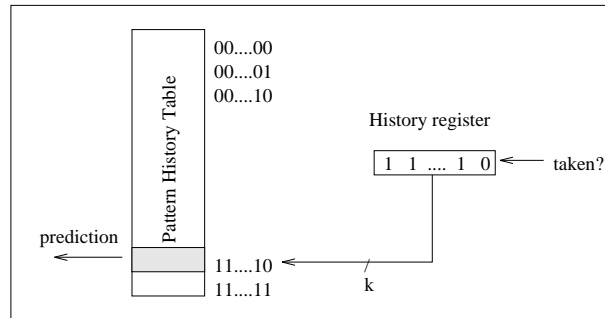 Pattern History Table
00....00
00....01
00...10
History register
1 1 .... 1 0
taken?
prediction
11....10
k
11....11